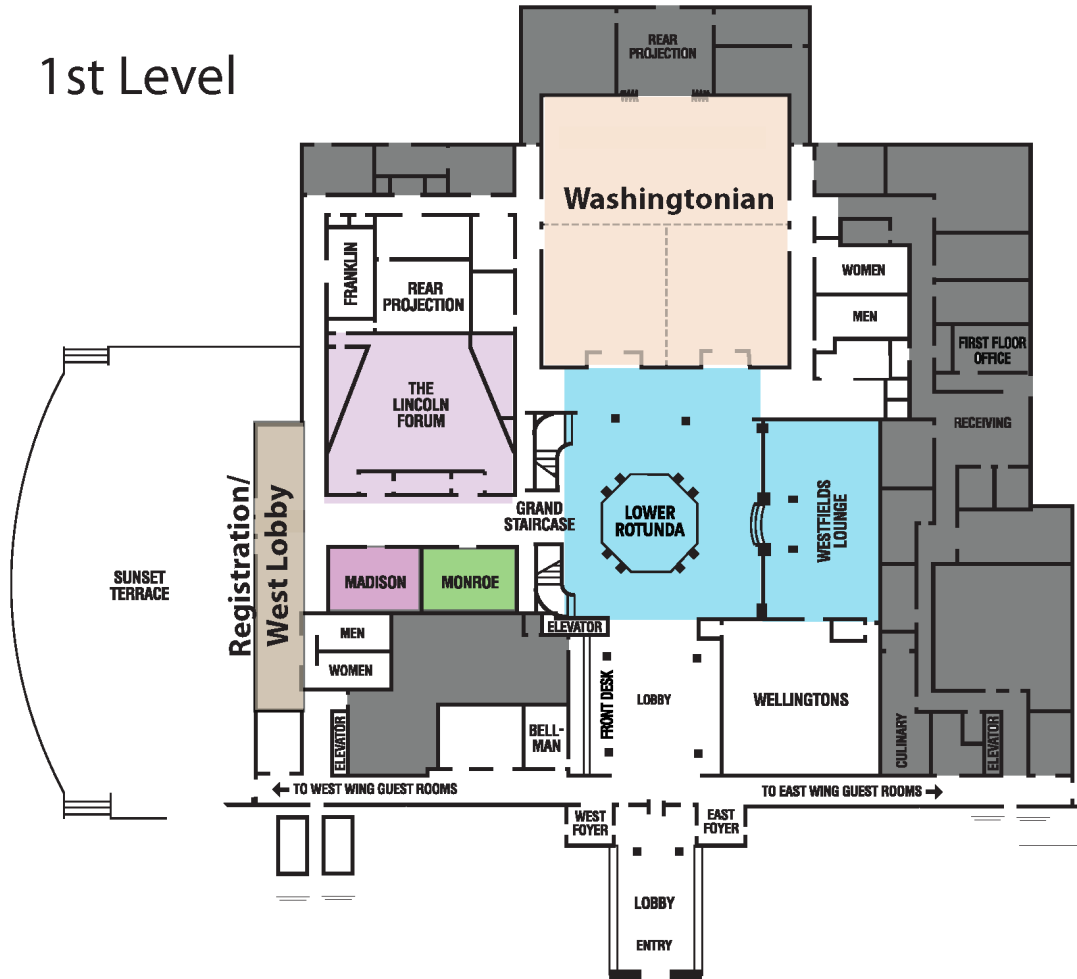 1st Level
REAR
PROJECTION
Washingtonian
FRANKLIN
REAR
PROJECTION
WOMEN
MEN
FIRST FLOOR
OFFICE
THE
LINCOLN
FORUM
RECEIVING
Registration/
West Lobby
GRAND
STAIRCASE
LOWER
ROTUNDA
WESTFIELDS
LOUNGE
SUNSET
TERRACE
MADISON
MONROE
ELEVATOR
MEN
WOMEN
FRONT DESK
LOBBY
WELLINGTONS
ELEVATOR
BELL-
MAN
CULINARY
ELEVATOR
TO WEST WING GUEST ROOMS
TO EAST WING GUEST ROOMS
WEST
FOYER
EAST
FOYER
LOBBY
ENTRY